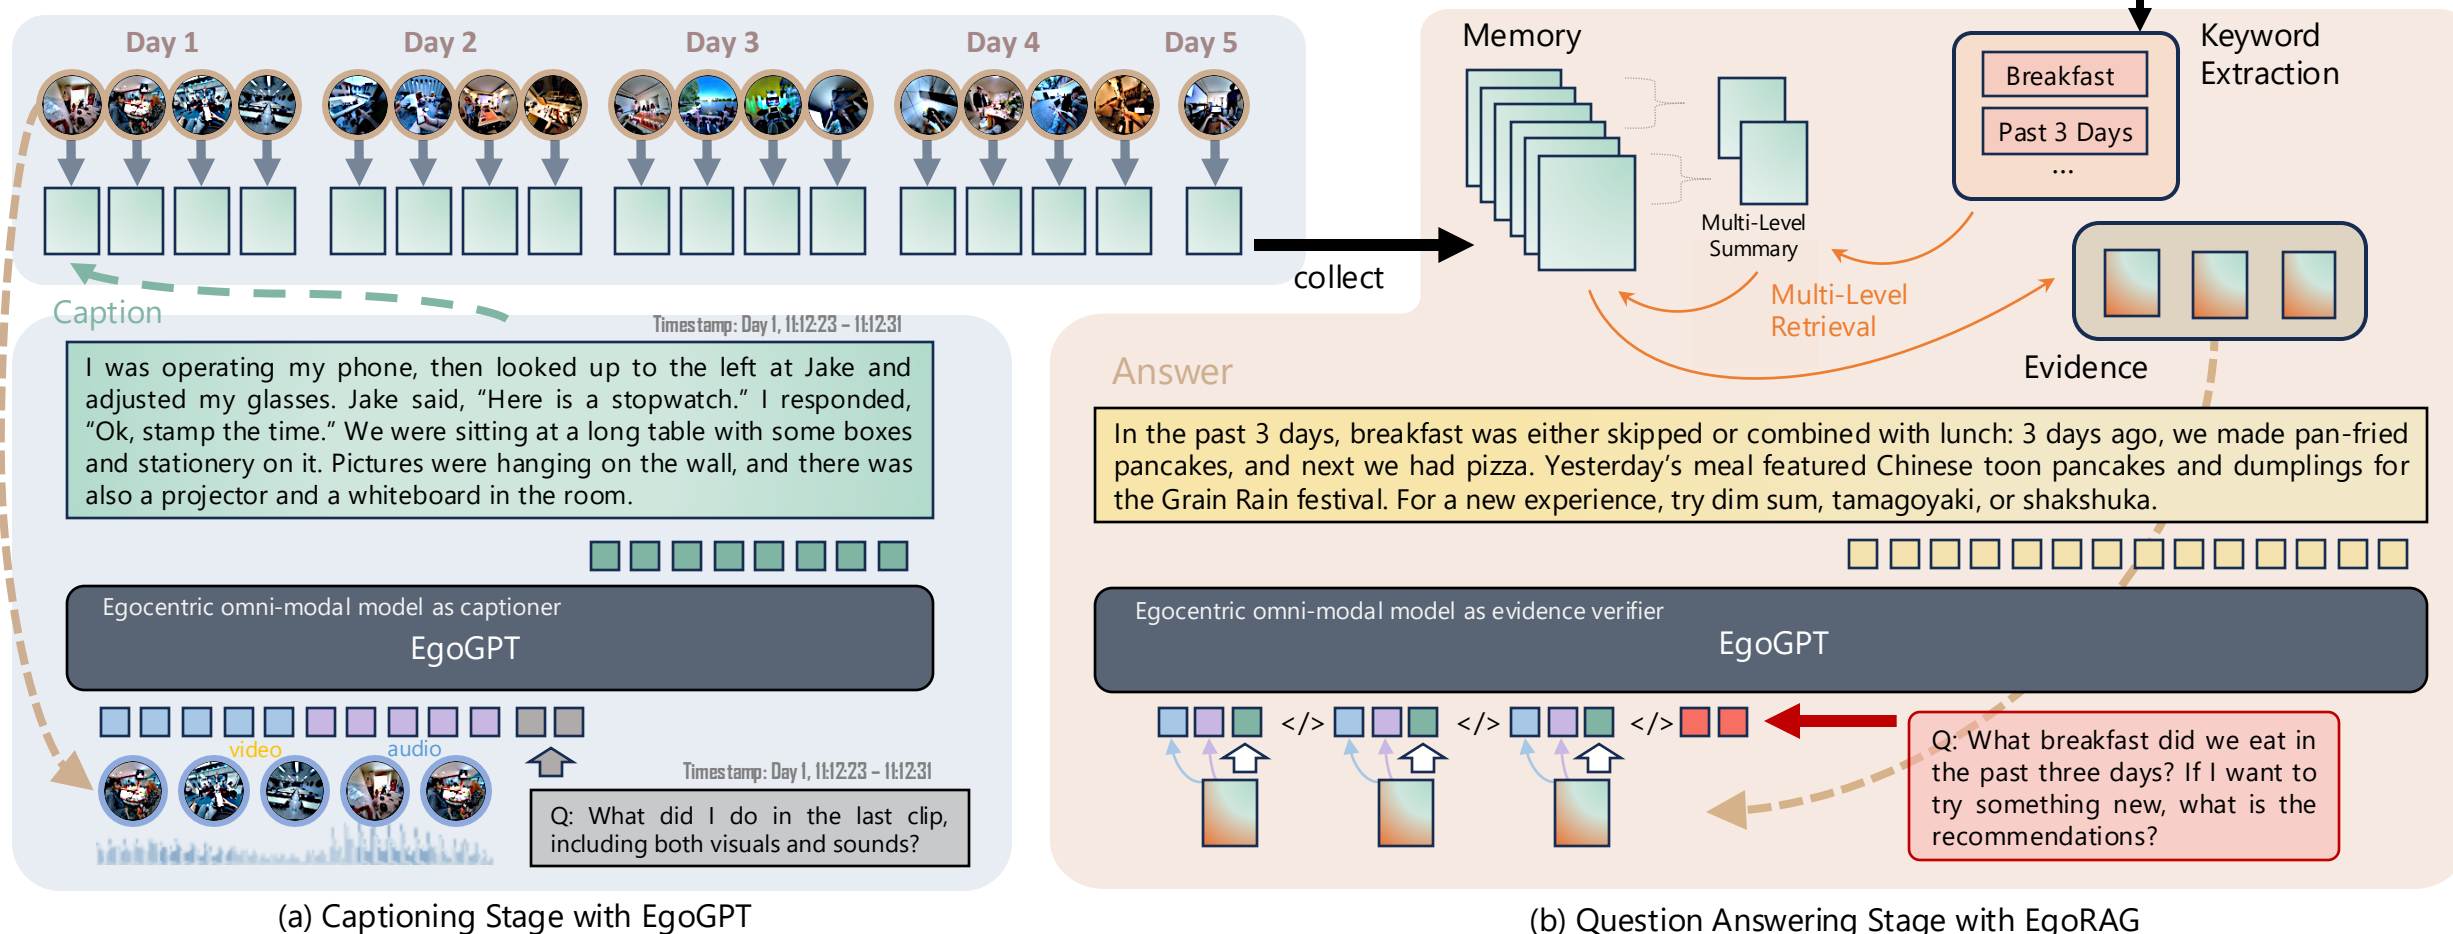 Day 1
Day 2
Day 3
Day 4
Day 5
collect
Caption
Timestamp: Day 1, 11:12:23 – 11:12:31
I was operating my phone, then looked up to the left at Jake and
adjusted my glasses. Jake said, “Here is a stopwatch.” I responded,
“Ok, stamp the time.” We were sitting at a long table with some boxes
and stationery on it. Pictures were hanging on the wall, and there was
also a projector and a whiteboard in the room.
Egocentric omni-modal model as captioner
EgoGPT
video
audio
Timestamp: Day 1, 11:12:23 – 11:12:31
Q: What did I do in the last clip,
including both visuals and sounds?
(a) Captioning Stage with EgoGPT
Memory
Multi-Level
Summary
Keyword
Extraction
Breakfast
Past 3 Days
...
Multi-Level
Retrieval
Evidence
Answer
In the past 3 days, breakfast was either skipped or combined with lunch: 3 days ago, we made pan-fried
pancakes, and next we had pizza. Yesterday’s meal featured Chinese toon pancakes and dumplings for
the Grain Rain festival. For a new experience, try dim sum, tamagoyaki, or shakshuka.
Egocentric omni-modal model as evidence verifier
EgoGPT
</> </> </>
Q: What breakfast did we eat in
the past three days? If I want to
try something new, what is the
recommendations?
(b) Question Answering Stage with EgoRAG